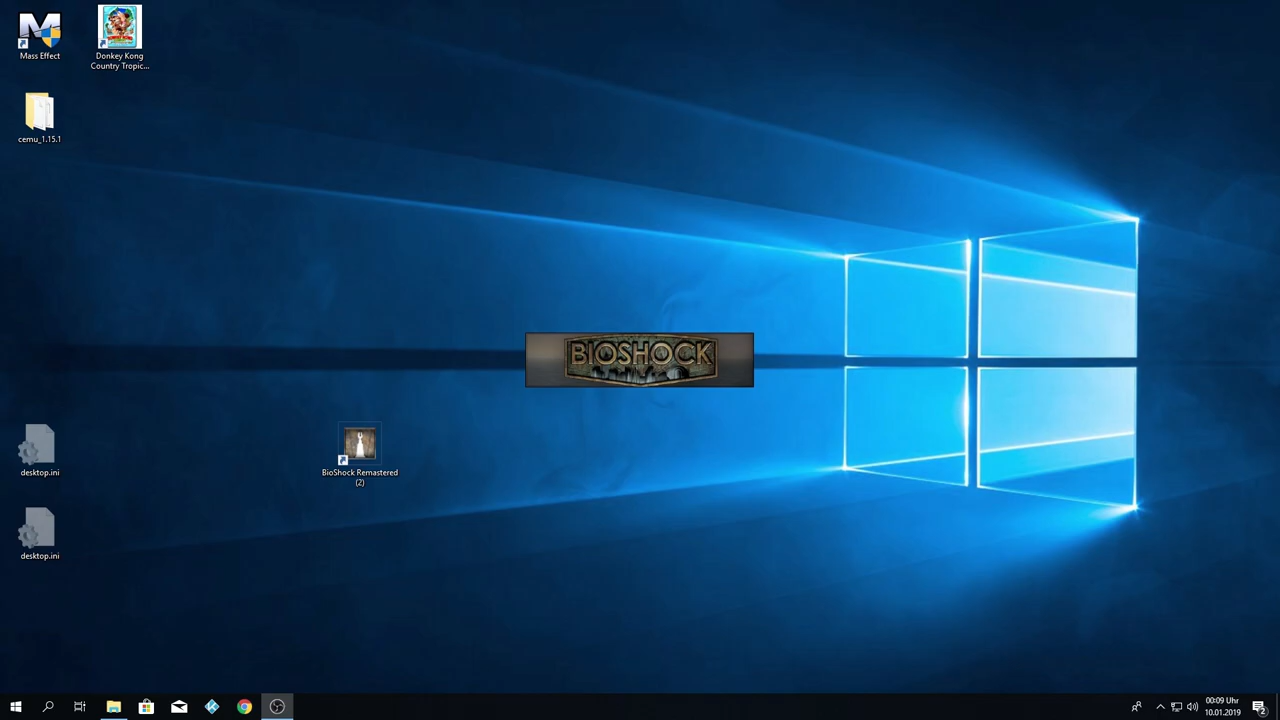 Mass Effect
Donkey Kong
Country Tropic...
cemu_1.15.1
BIOSHOCK
desktop.ini
BioShock Remastered
(2)
desktop.ini
00:09 Uhr
10.01.2019
2